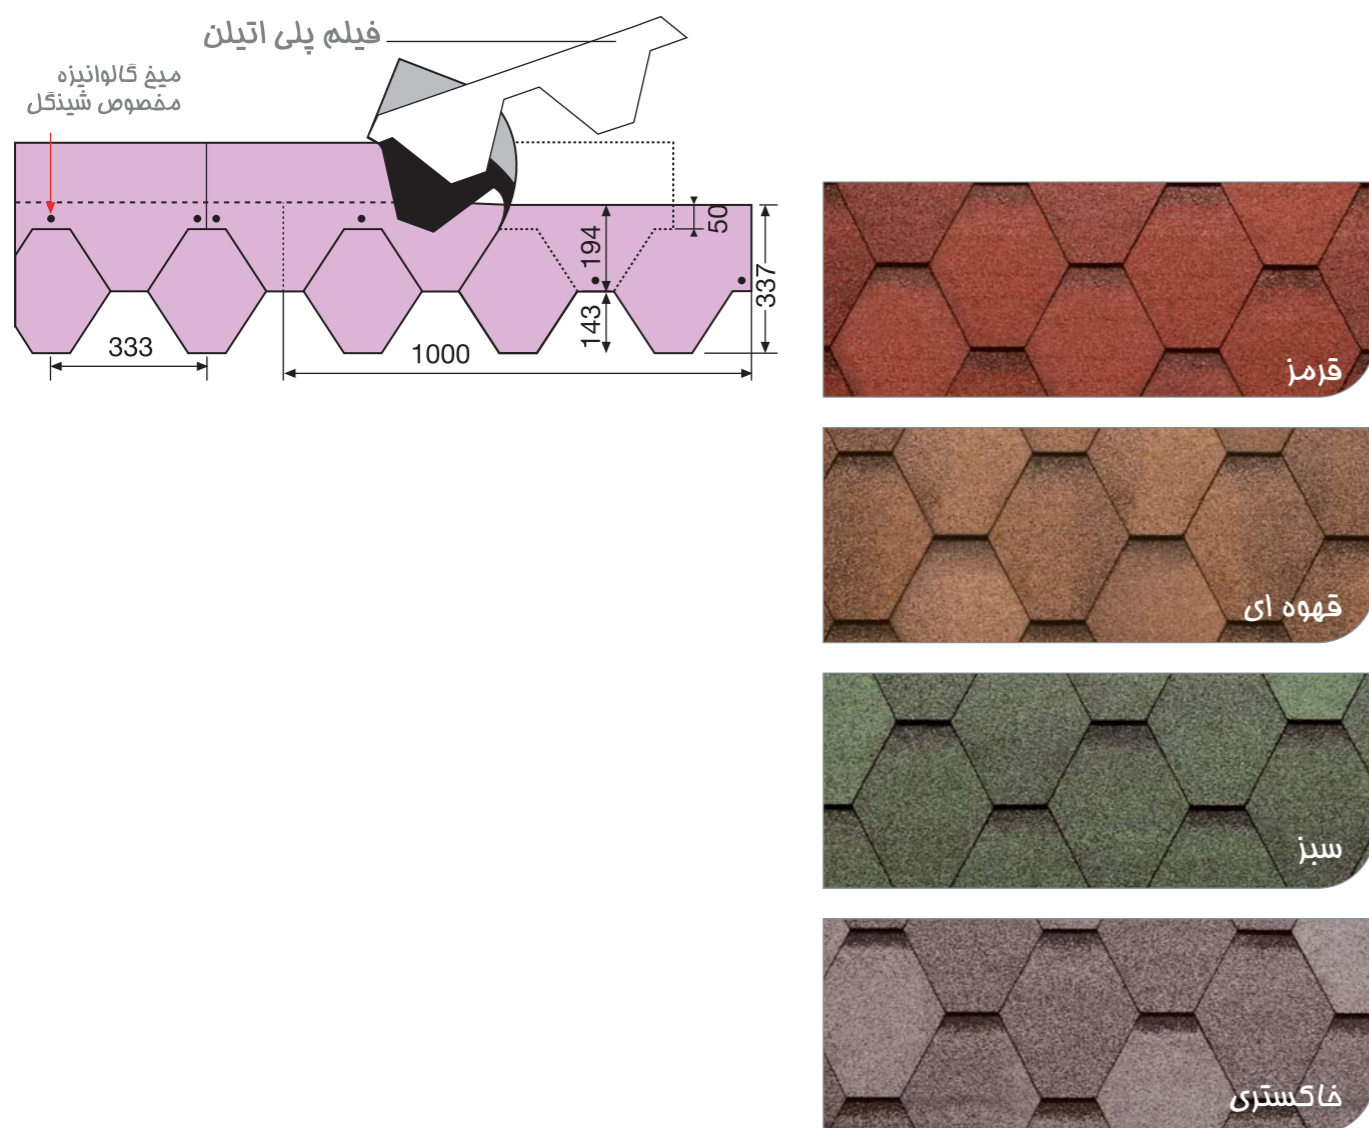 فیلم پلی اتیلن
میخ گالوانیزه
مخصوص شینگل
50
194
337
143
333
1000
قرمز
قهوه ای
سبز
خاکستری